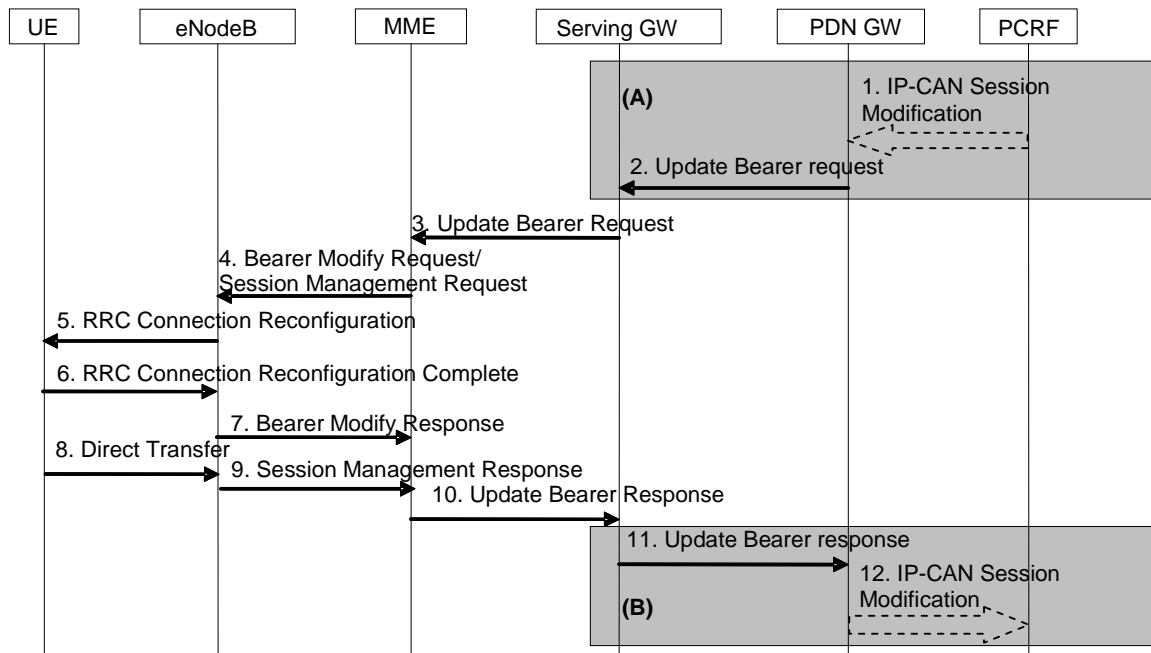 UE eNodeB MME Serving GW PDN GW PCRF
(A)
1. IP-CAN Session
Modification
2. Update Bearer request
3. Update Bearer Request
4. Bearer Modify Request/
Session Management Request
5. RRC Connection Reconfiguration
6. RRC Connection Reconfiguration Complete
7. Bearer Modify Response
8. Direct Transfer
9. Session Management Response
10. Update Bearer Response
11. Update Bearer response
12. IP-CAN Session
Modification
(B)